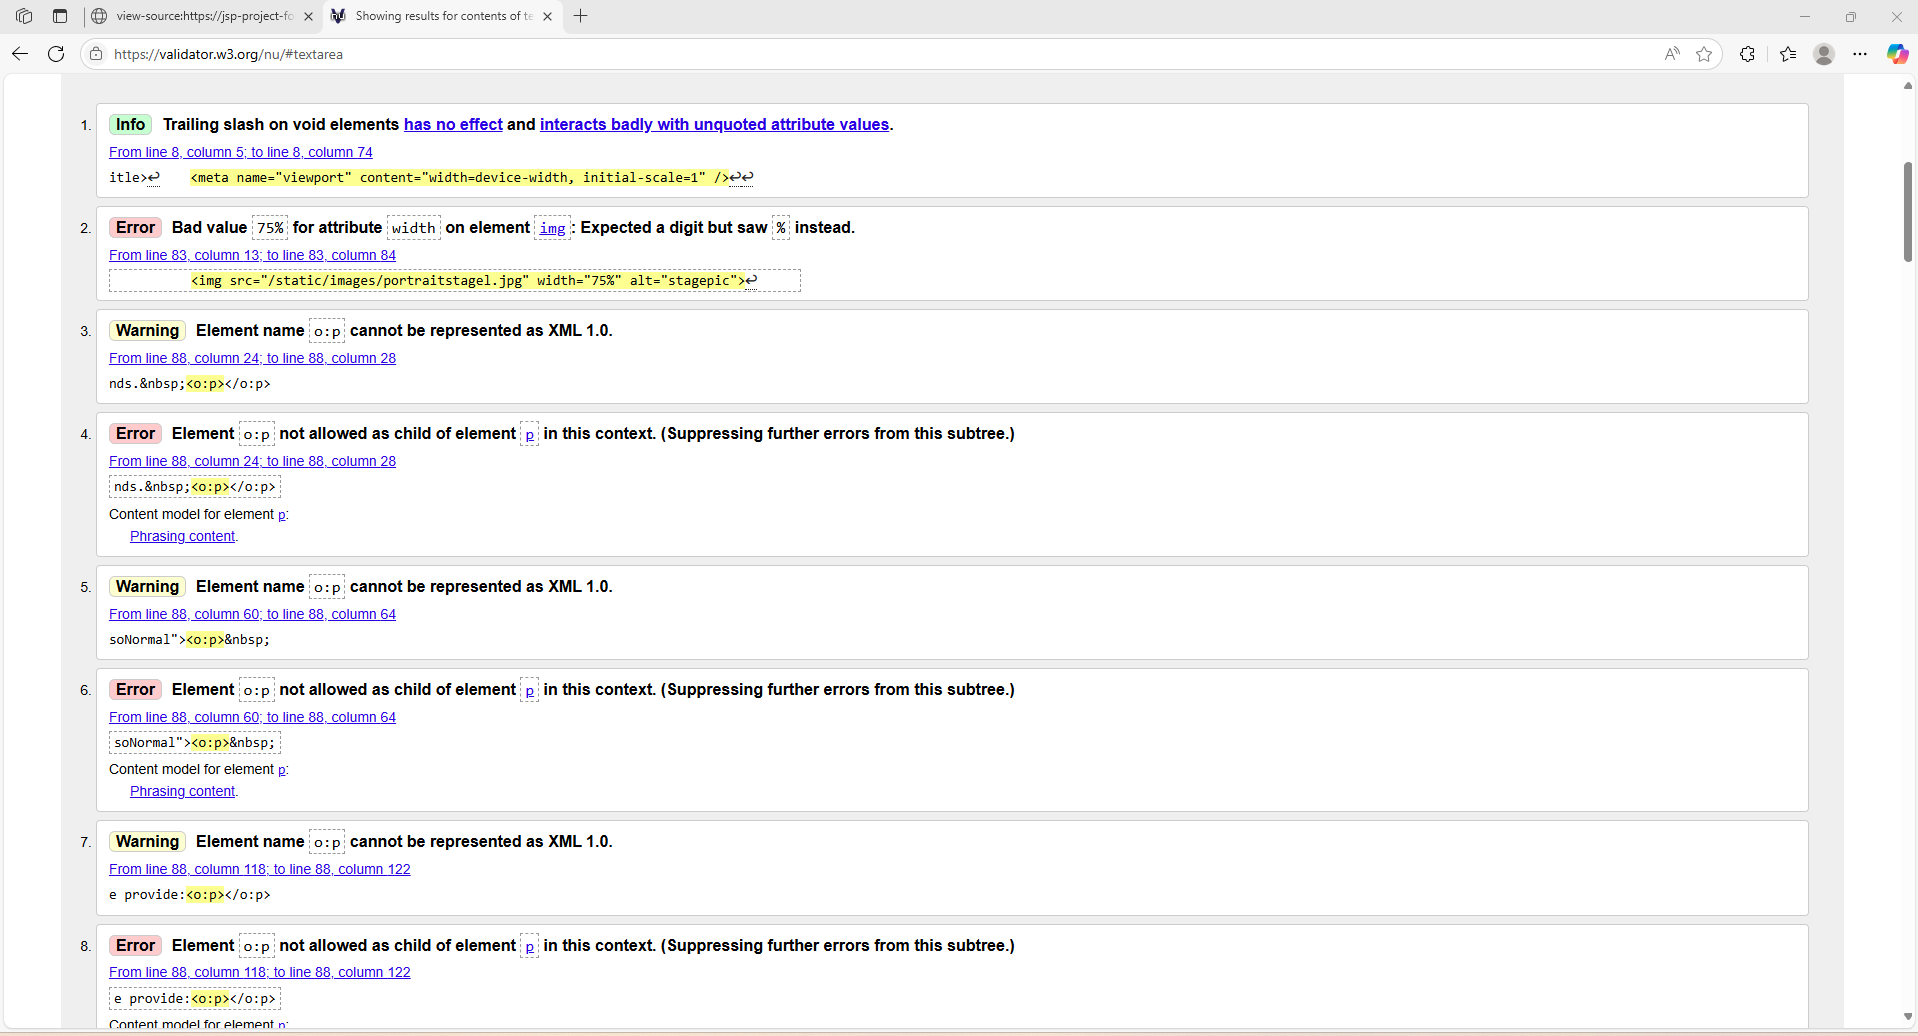 view-source:https://jsp-project-fo
Showing results for contents of te
https://validator.w3.org/nu/#textarea
1. Info Trailing slash on void elements has no effect and interacts badly with unquoted attribute values.
From line 8, column 5; to line 8, column 74
itle>↩    <meta name="viewport" content="width=device-width, initial-scale=1" />↩↩
2. Error Bad value 75% for attribute width on element img: Expected a digit but saw % instead.
From line 83, column 13; to line 83, column 84
<img src="/static/images/portraitstagel.jpg" width="75%" alt="stagepic">↩
3. Warning Element name o:p cannot be represented as XML 1.0.
From line 88, column 24; to line 88, column 28
nds.&nbsp;<o:p></o:p>
4. Error Element o:p not allowed as child of element p in this context. (Suppressing further errors from this subtree.)
From line 88, column 24; to line 88, column 28
nds.&nbsp;<o:p></o:p>
Content model for element p:
Phrasing content.
5. Warning Element name o:p cannot be represented as XML 1.0.
From line 88, column 60; to line 88, column 64
soNormal"><o:p>&nbsp;
6. Error Element o:p not allowed as child of element p in this context. (Suppressing further errors from this subtree.)
From line 88, column 60; to line 88, column 64
soNormal"><o:p>&nbsp;
Content model for element p:
Phrasing content.
7. Warning Element name o:p cannot be represented as XML 1.0.
From line 88, column 118; to line 88, column 122
e provide:<o:p></o:p>
8. Error Element o:p not allowed as child of element p in this context. (Suppressing further errors from this subtree.)
From line 88, column 118; to line 88, column 122
e provide:<o:p></o:p>
Content model for element p: